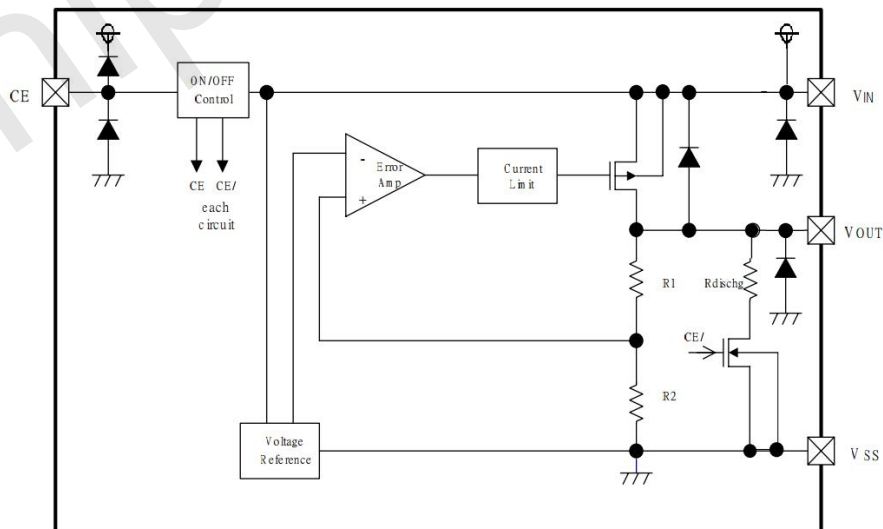 ON/OFF
Control
CE
VIN
CE CE/
each
circuit
-
Error
Amp
+
Current
Limit
VOUT
R1
Rdischg
CE/
R2
Voltage
Reference
VSS
hip